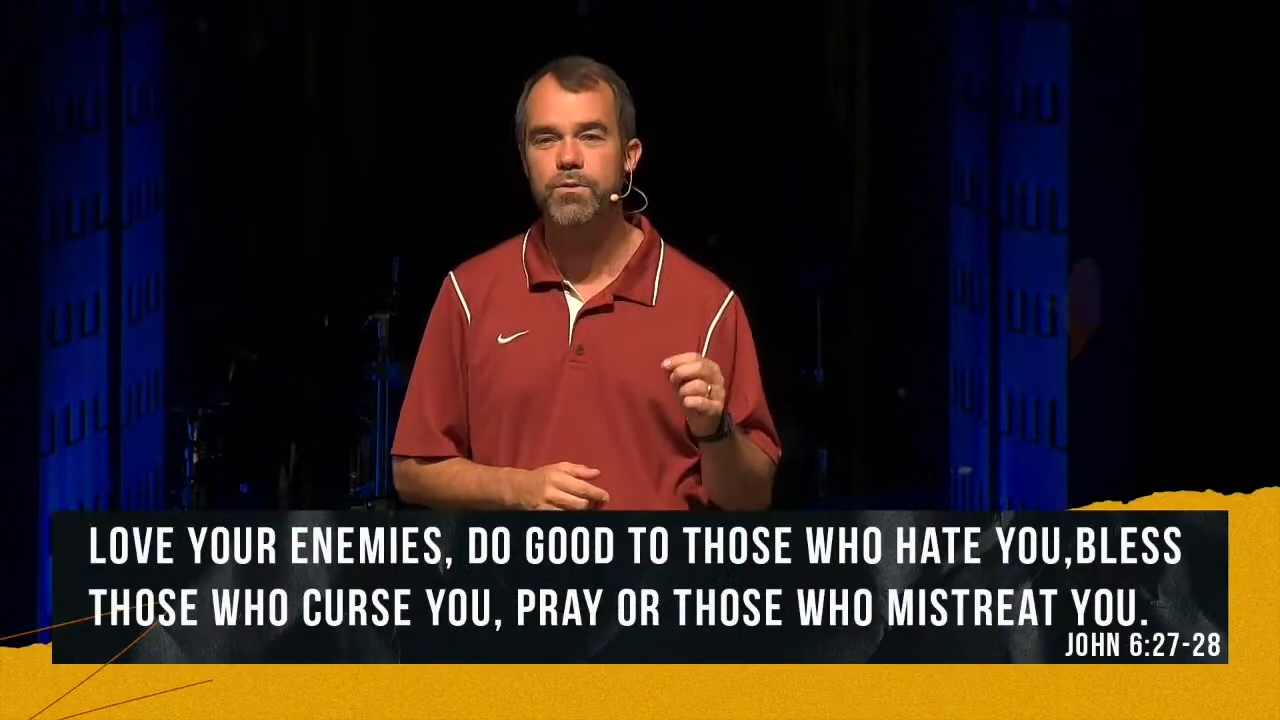 LOVE YOUR ENEMIES, DO GOOD TO THOSE WHO HATE YOU,BLESS
THOSE WHO CURSE YOU, PRAY OR THOSE WHO MISTREAT YOU.
JOHN 6:27-28